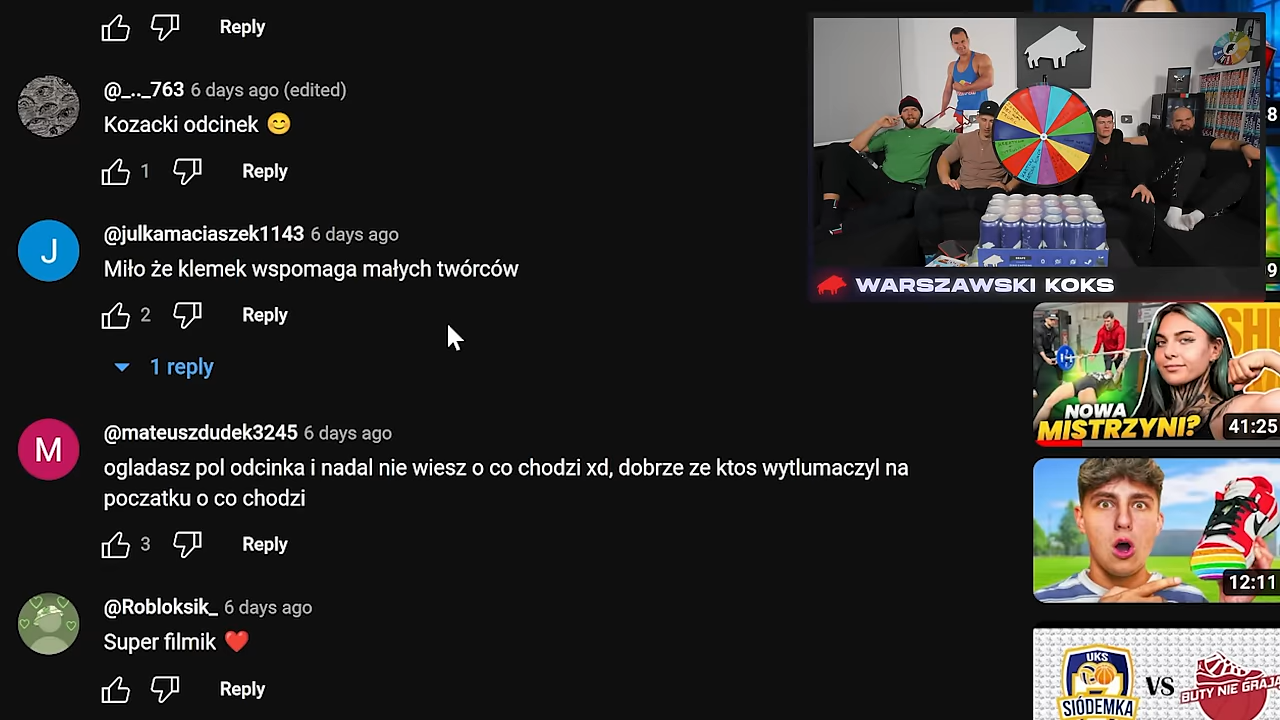 Reply
@_.._763 6 days ago (edited)
Kozacki odcinek 😊
1 Reply
@julkamaciaszek1143 6 days ago
J
Miło że klemek wspomaga małych twórców
2 Reply
1 reply
@mateuszdudek3245 6 days ago
M
ogladasz pol odcinka i nadal nie wiesz o co chodzi xd, dobrze ze ktos wytlumaczyl na
poczatku o co chodzi
3 Reply
@Robloksik_ 6 days ago
Super filmik ❤️
Reply
WARSZAWSKI KOKS
8
9
SH
NOWA
MISTRZYNI?
41:25
12:11
UKS
SIÓDEMKA
VS
BUTY NIE GRAJĄ